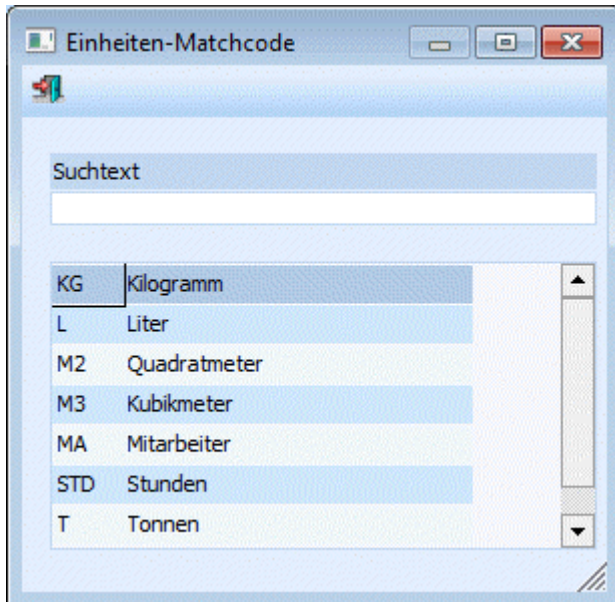 Einheiten-Matchcode
Suchtext
KG Kilogramm
L Liter
M2 Quadratmeter
M3 Kubikmeter
MA Mitarbeiter
STD Stunden
T Tonnen